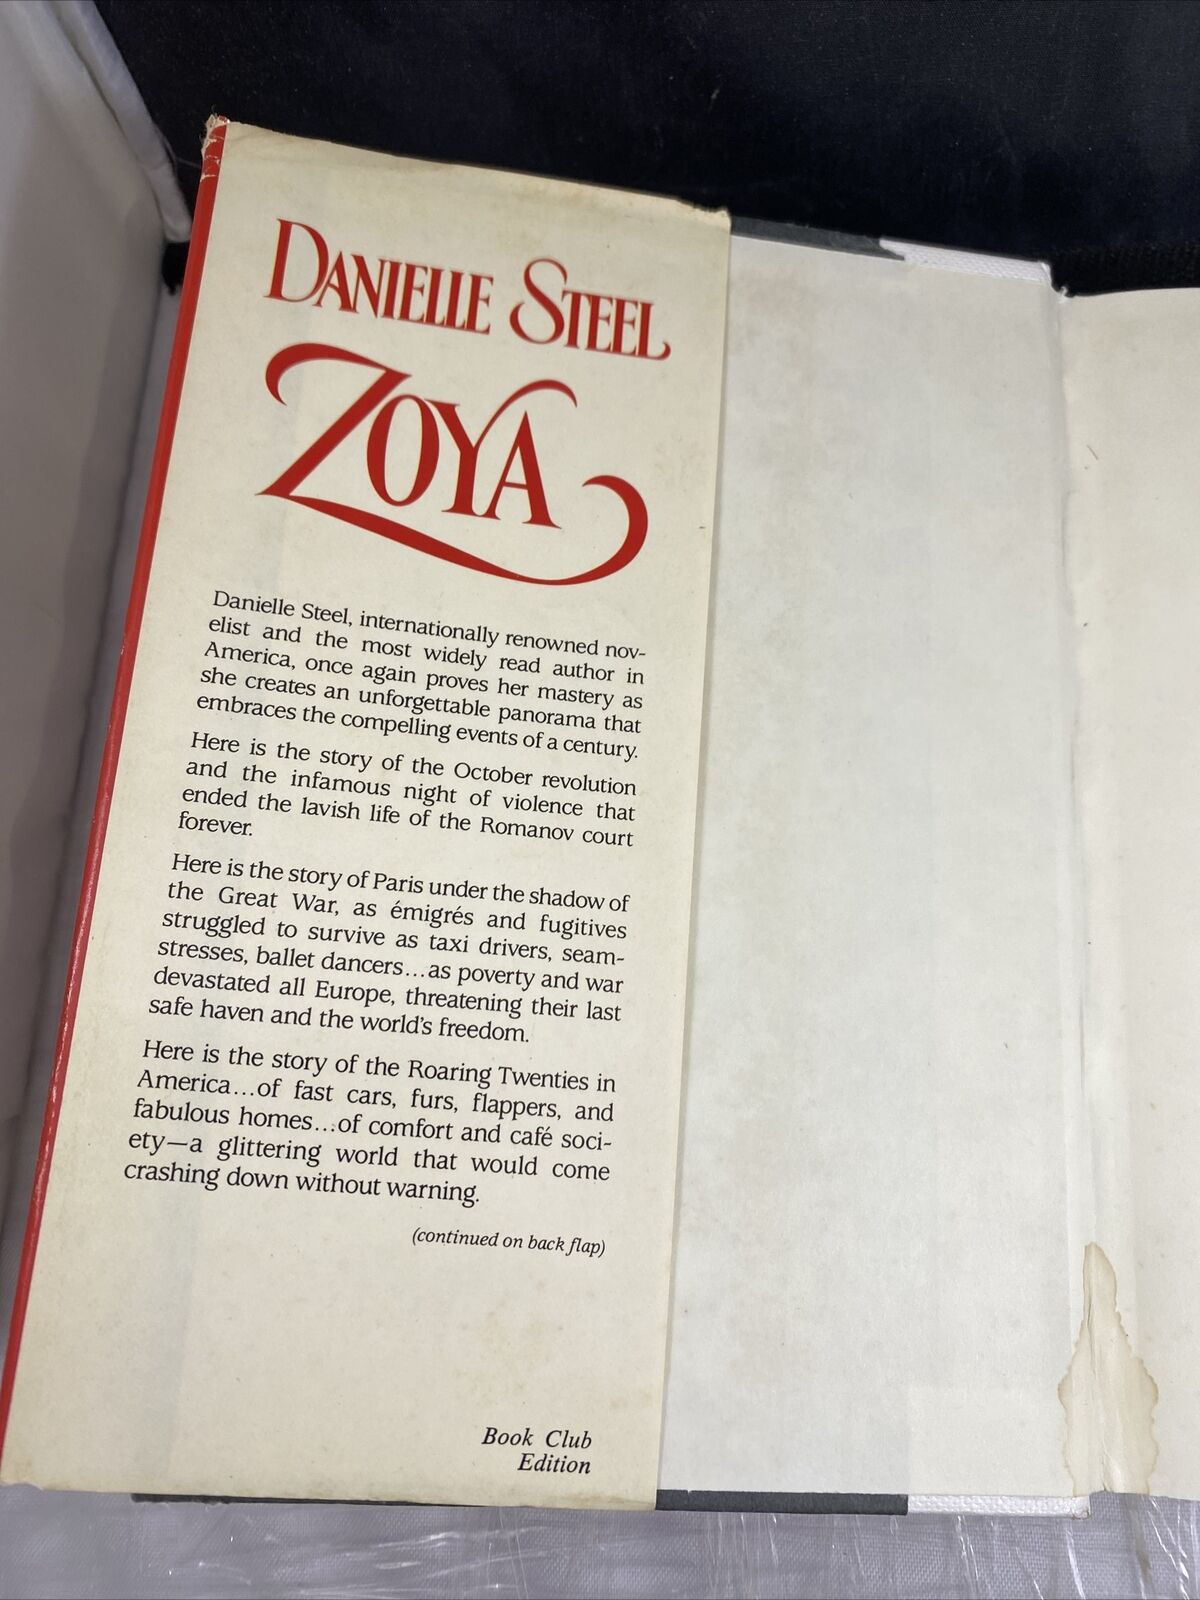 DANIELLE STEEL
ZOYA
Danielle Steel, internationally renowned nov-
elist and the most widely read author in
America, once again proves her mastery as
she creates an unforgettable panorama that
embraces the compelling events of a century.
Here is the story of the October revolution
and the infamous night of violence that
ended the lavish life of the Romanov court
forever.
Here is the story of Paris under the shadow of
the Great War, as émigrés and fugitives
struggled to survive as taxi drivers, seam-
stresses, ballet dancers...as poverty and war
devastated all Europe, threatening their last
safe haven and the world's freedom.
Here is the story of the Roaring Twenties in
America...of fast cars, furs, flappers, and
fabulous homes...of comfort and café soci-
ety—a glittering world that would come
crashing down without warning.
(continued on back flap)
Book Club
Edition